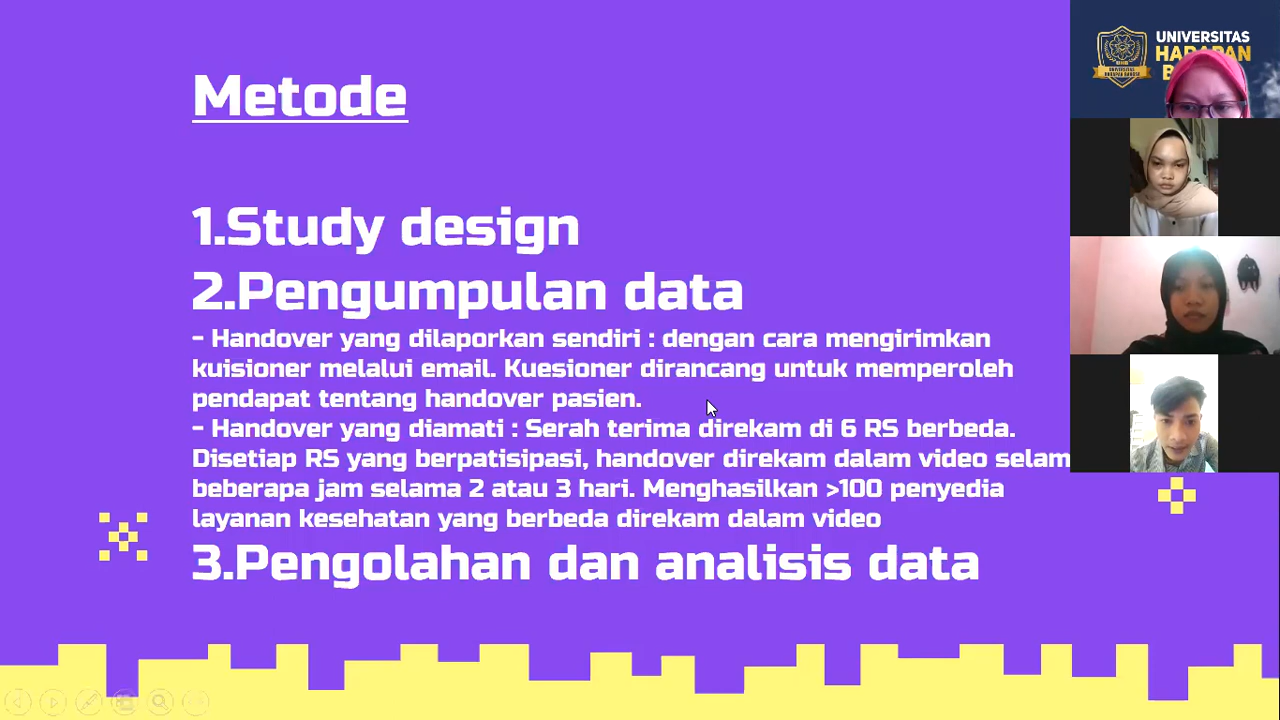 Metode
1.Study design
2.Pengumpulan data
- Handover yang dilaporkan sendiri : dengan cara mengirimkan
kuisioner melalui email. Kuesioner dirancang untuk memperoleh
pendapat tentang handover pasien.
- Handover yang diamati : Serah terima direkam di 6 RS berbeda.
Disetiap RS yang berpatisipasi, handover direkam dalam video selam
beberapa jam selama 2 atau 3 hari. Menghasilkan >100 penyedia
layanan kesehatan yang berbeda direkam dalam video
3.Pengolahan dan analisis data
UNIVERSITAS